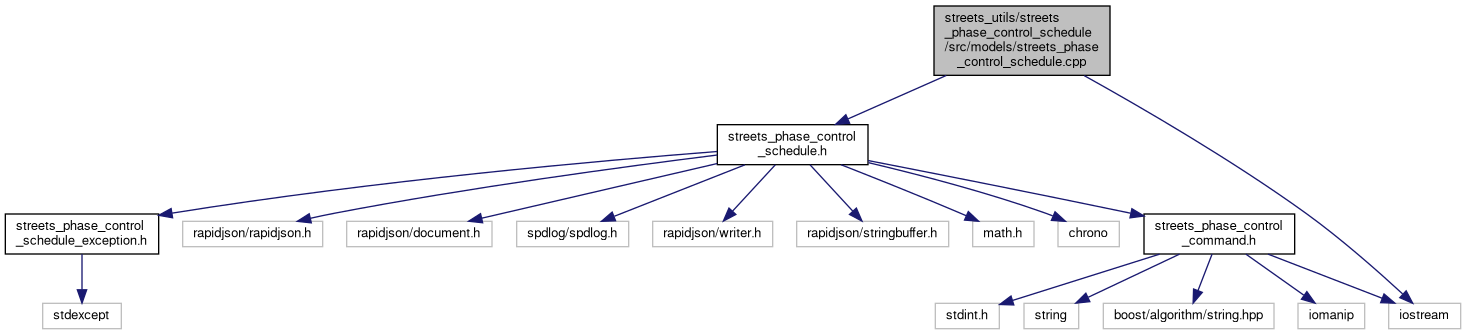 streets_utils/streets
_phase_control_schedule
/src/models/streets_phase
_control_schedule.cpp
streets_phase_control
_schedule.h
streets_phase_control
_schedule_exception.h
rapidjson/rapidjson.h
rapidjson/document.h
spdlog/spdlog.h
rapidjson/writer.h
rapidjson/stringbuffer.h
math.h
chrono
streets_phase_control
_command.h
stdexcept
stdint.h
string
boost/algorithm/string.hpp
iomanip
iostream